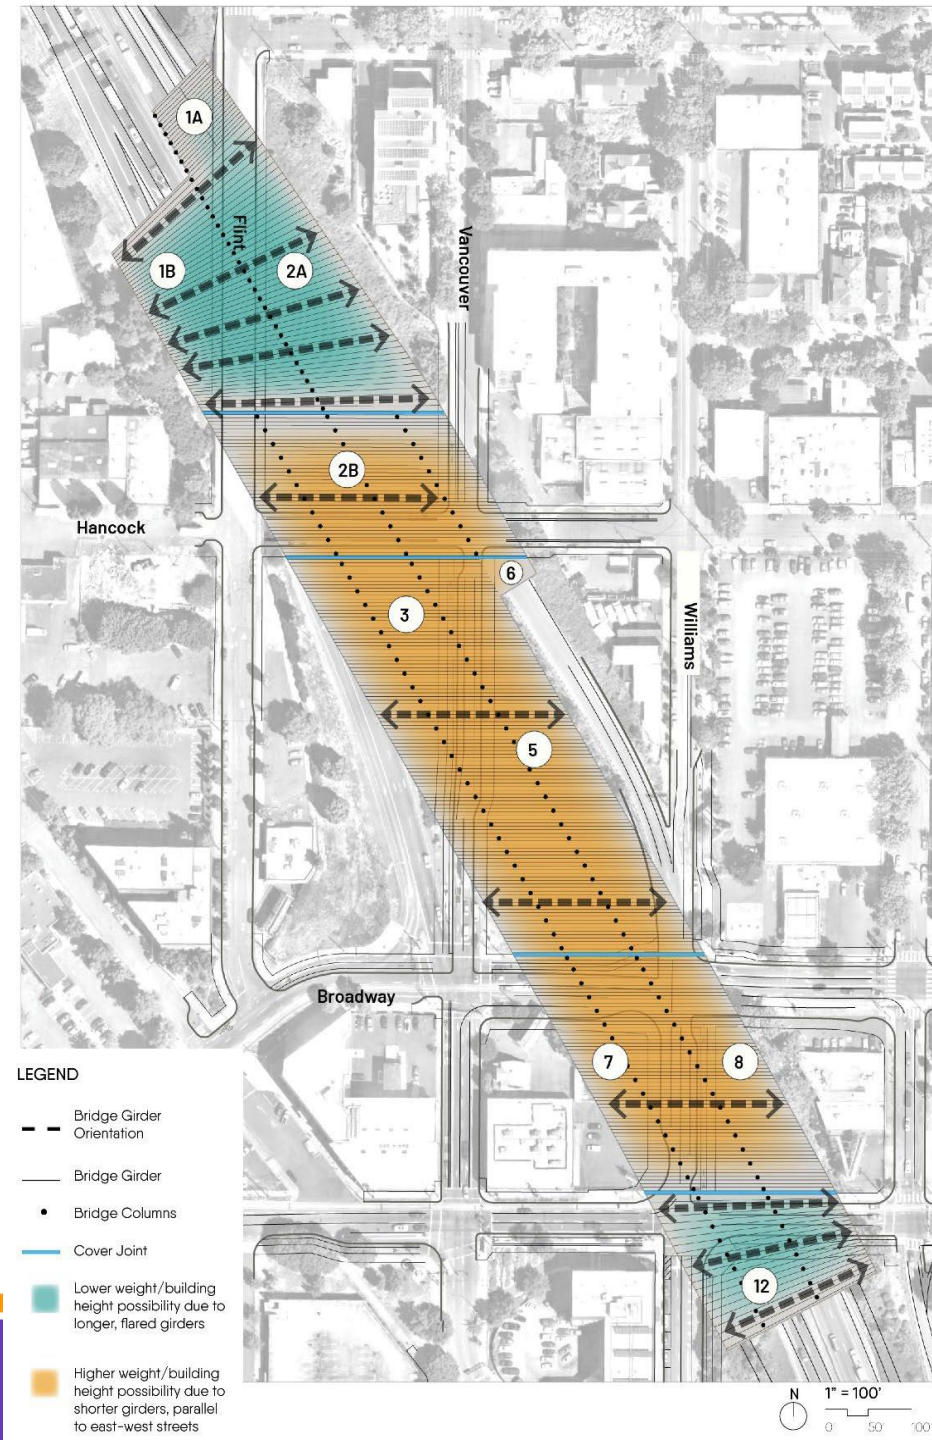 1A
Flint
Vancouver
1B
2A
2B
Hancock
6
3
Williams
5
Broadway
7
8
12
LEGEND
Bridge Girder
Orientation
Bridge Girder
Bridge Columns
Cover Joint
Lower weight/building
height possibility due to
longer, flared girders
Higher weight/building
height possibility due to
shorter girders, parallel
to east-west streets
N
1" = 100'
0' 50' 100'